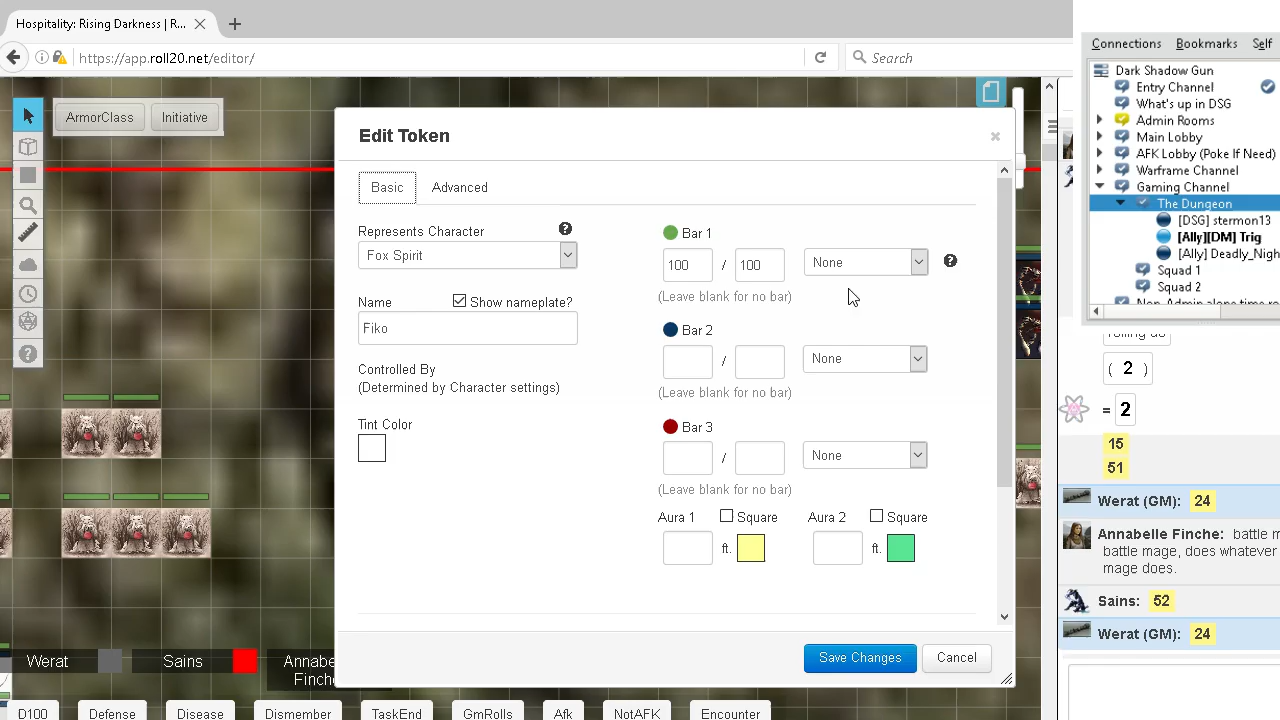 Hospitality: Rising Darkness | R...
https://app.roll20.net/editor/
Search
ArmorClass
Initiative
Edit Token
Basic
Advanced
Represents Character
Fox Spirit
Name
Show nameplate?
Fiko
Controlled By
(Determined by Character settings)
Tint Color
Bar 1
100 / 100
None
(Leave blank for no bar)
Bar 2
/
None
(Leave blank for no bar)
Bar 3
/
None
(Leave blank for no bar)
Aura 1
Square
Aura 2
Square
ft.
ft.
Save Changes
Cancel
Werat
Sains
D100
Defense
Disease
Dismember
TaskEnd
GmRolls
Afk
NotAFK
Encounter
Connections Bookmarks Self
Dark Shadow Gun
Entry Channel
What's up in DSG
Admin Rooms
Main Lobby
AFK Lobby (Poke If Need)
Warframe Channel
Gaming Channel
The Dungeon
[DSG] stermon13
[Ally][DM] Trig
[Ally] Deadly_Nigh
Squad 1
Squad 2
( 2 )
= 2
15
51
Werat (GM): 24
Annabelle Finche: battle m
battle mage, does whatever
mage does.
Sains: 52
Werat (GM): 24